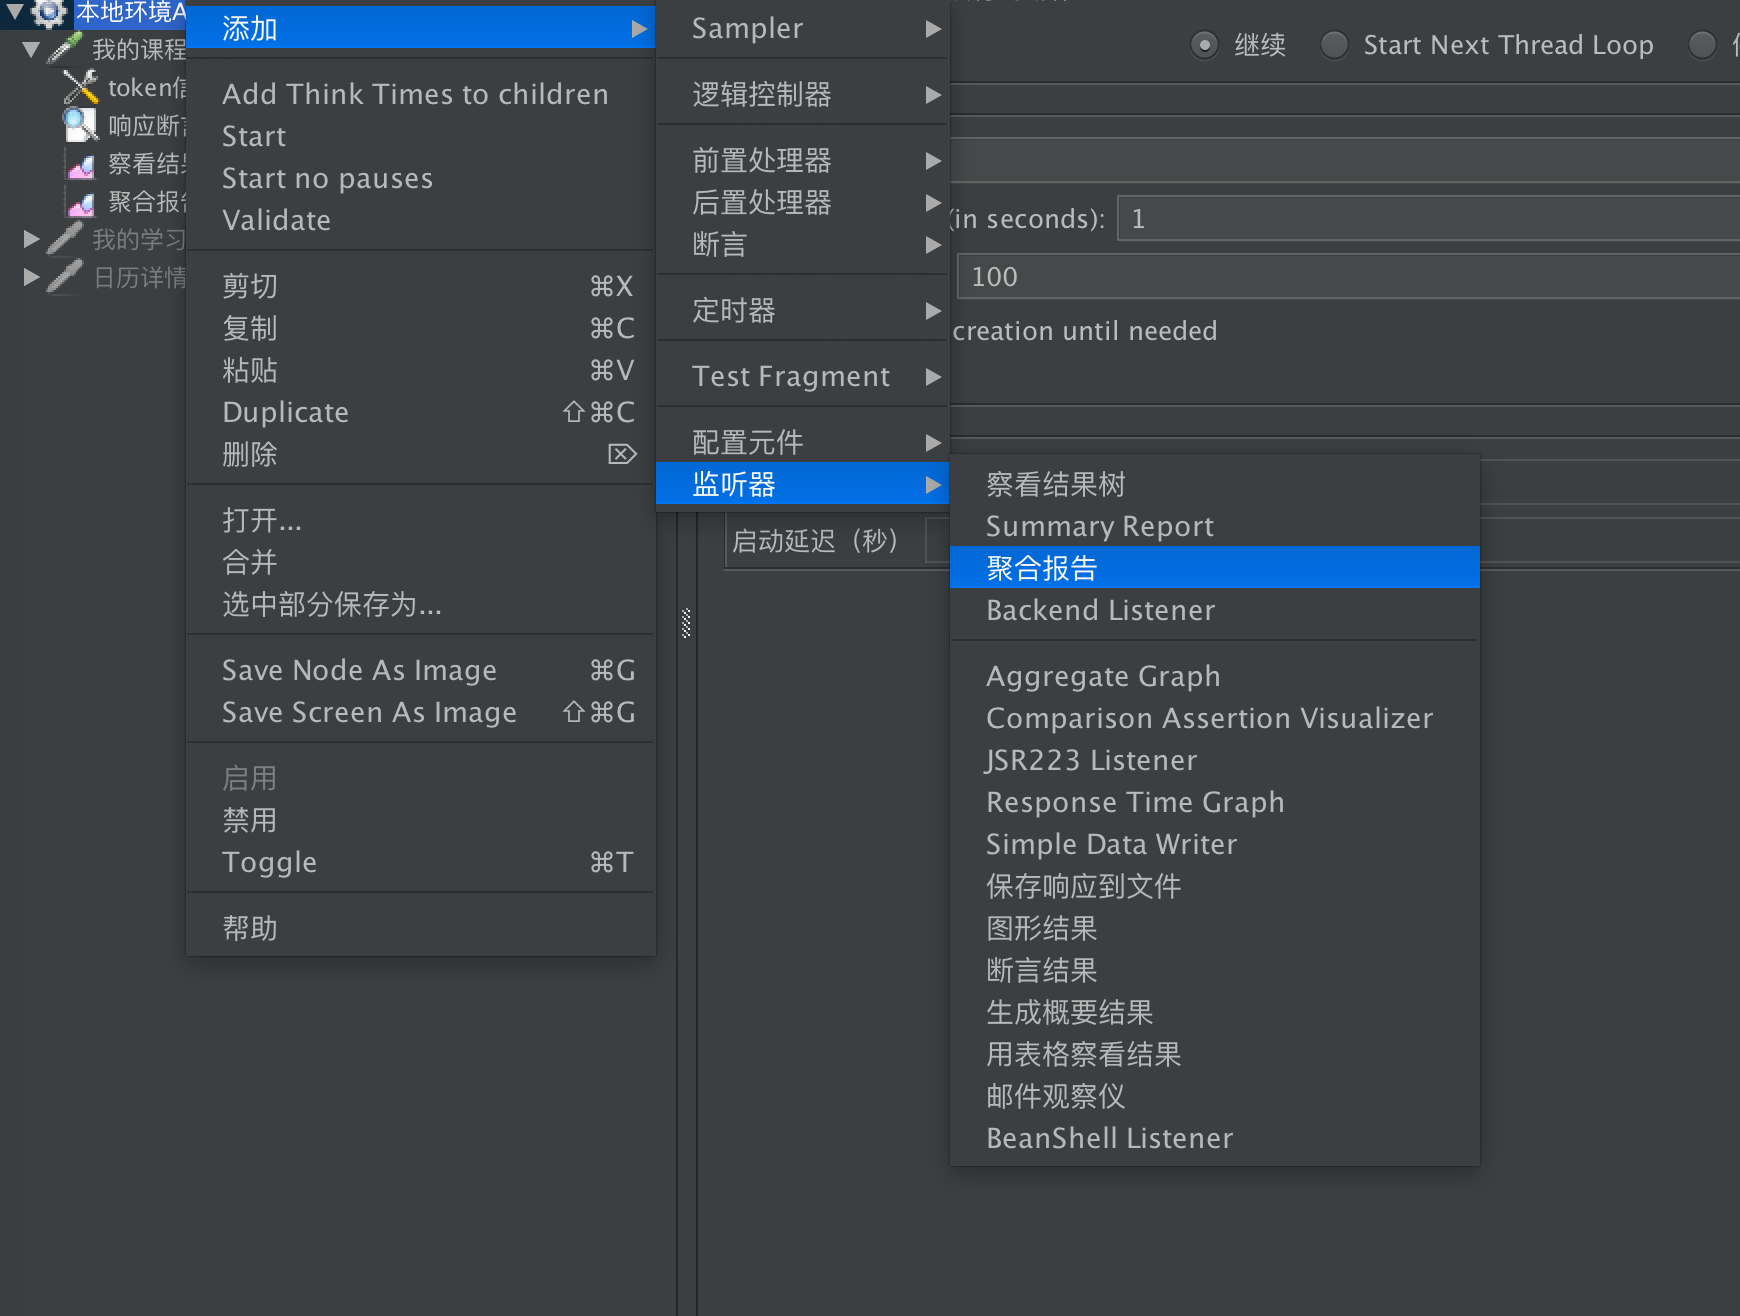 本地环境A
我的课程
token信
响应断言
察看结果
聚合报告
我的学习
日历详情
添加
Add Think Times to children
Start
Start no pauses
Validate
剪切 ⌘X
复制 ⌘C
粘贴 ⌘V
Duplicate ⇧⌘C
删除 ⌦
打开...
合并
选中部分保存为...
Save Node As Image ⌘G
Save Screen As Image ⇧⌘G
启用
禁用
Toggle ⌘T
帮助
Sampler
逻辑控制器
前置处理器
后置处理器
断言
定时器
Test Fragment
配置元件
监听器
察看结果树
Summary Report
聚合报告
Backend Listener
Aggregate Graph
Comparison Assertion Visualizer
JSR223 Listener
Response Time Graph
Simple Data Writer
保存响应到文件
图形结果
断言结果
生成概要结果
用表格察看结果
邮件观察仪
BeanShell Listener
继续 Start Next Thread Loop
(in seconds): 1
100
creation until needed
启动延迟（秒）